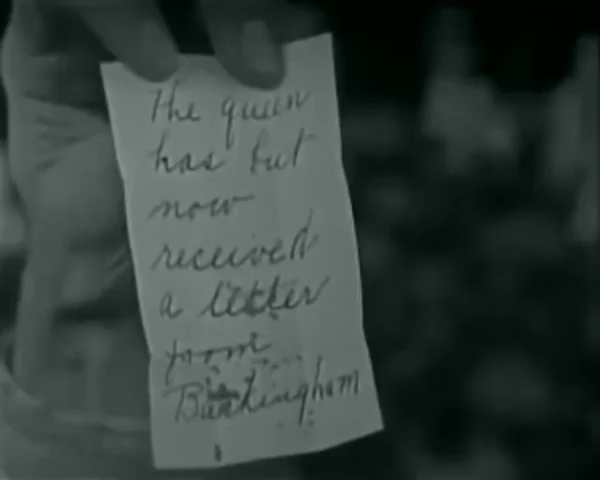 The queen
has but
now
received
a letter
from
Buckingham